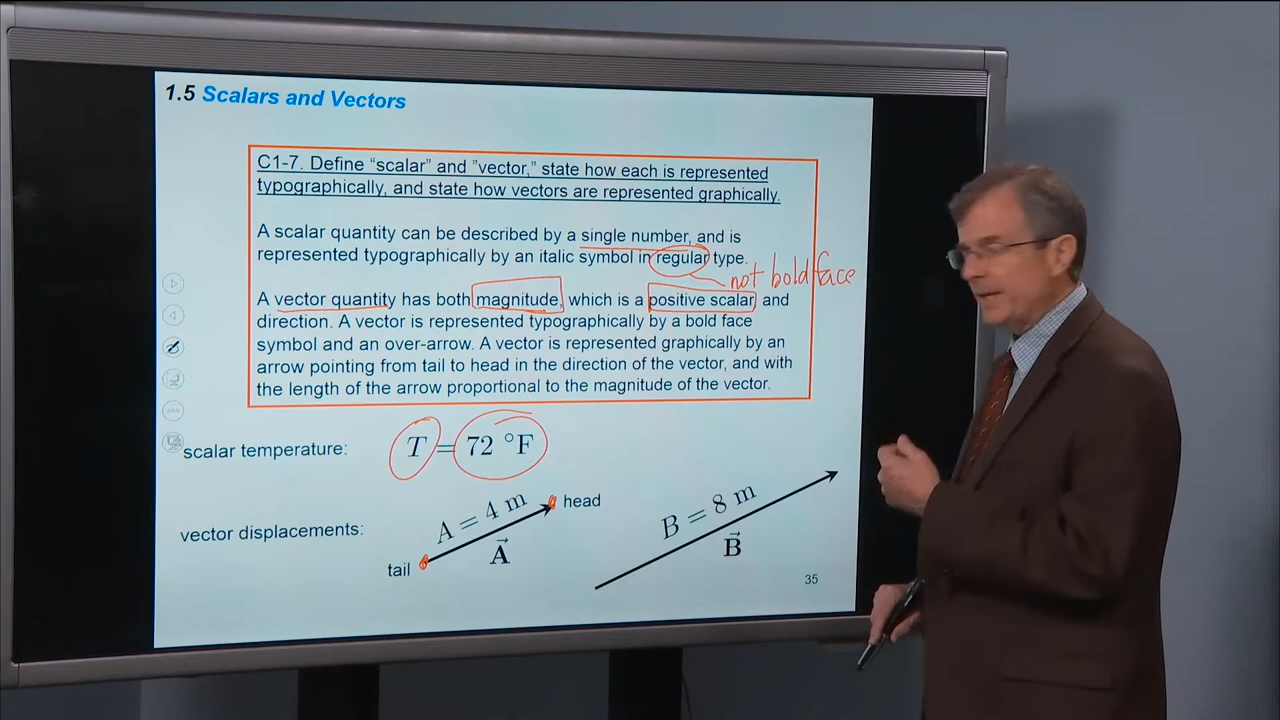 1.5 Scalars and Vectors
C1-7. Define “scalar” and ”vector,” state how each is represented
typographically, and state how vectors are represented graphically.
A scalar quantity can be described by a single number, and is
represented typographically by an italic symbol in regular type.
not bold face
A vector quantity has both magnitude, which is a positive scalar and
direction. A vector is represented typographically by a bold face
symbol and an over-arrow. A vector is represented graphically by an
arrow pointing from tail to head in the direction of the vector, and with
the length of the arrow proportional to the magnitude of the vector.
scalar temperature: T = 72 °F
vector displacements:
tail
A = 4 m
A⃗
head
B = 8 m
B⃗
35